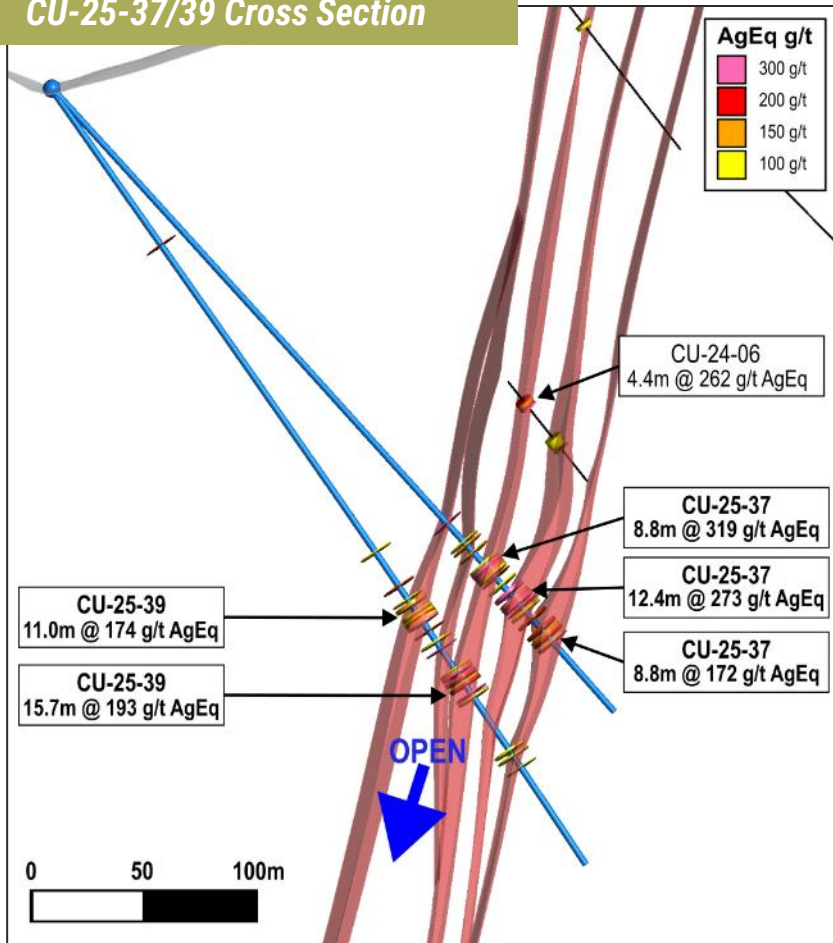 CU-25-37/39 Cross Section
AgEq g/t
300 g/t
200 g/t
150 g/t
100 g/t
CU-24-06
4.4m @ 262 g/t AgEq
CU-25-37
8.8m @ 319 g/t AgEq
CU-25-37
12.4m @ 273 g/t AgEq
CU-25-37
8.8m @ 172 g/t AgEq
CU-25-39
11.0m @ 174 g/t AgEq
CU-25-39
15.7m @ 193 g/t AgEq
OPEN
0 50 100m